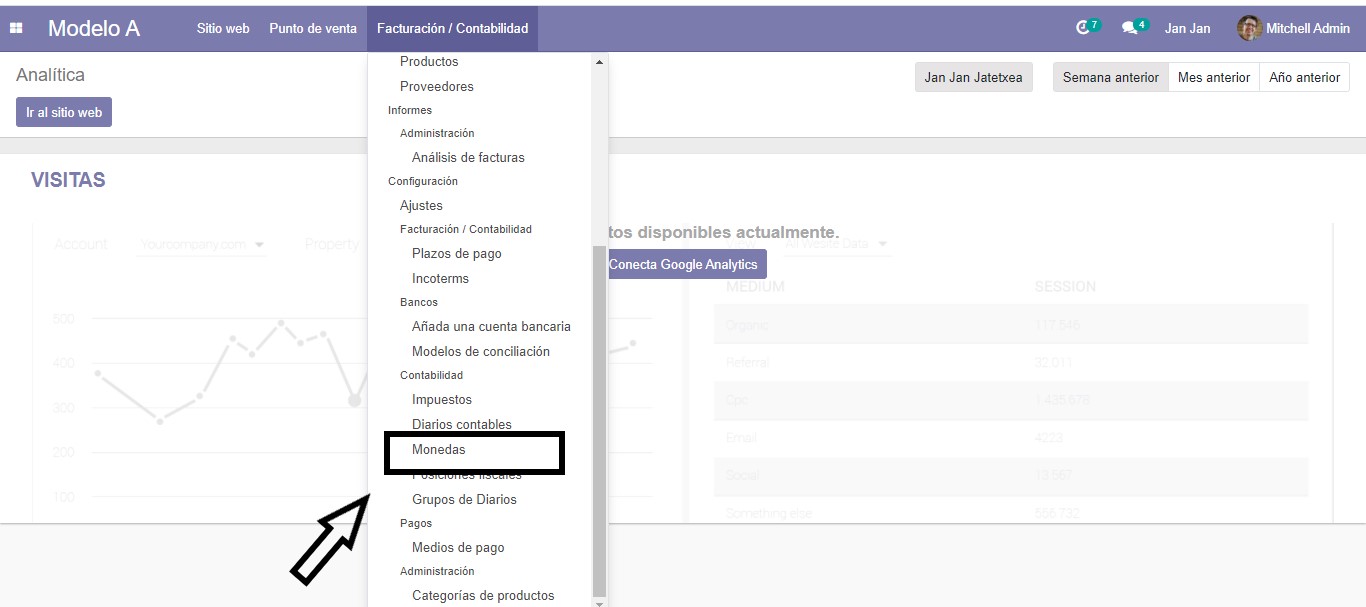 Modelo A Sitio web Punto de venta Facturación / Contabilidad 7 4 Jan Jan Mitchell Admin
Analítica
Ir al sitio web
Jan Jan Jatetxea Semana anterior Mes anterior Año anterior
Productos
Proveedores
Informes
Administración
Análisis de facturas
Configuración
Ajustes
Facturación / Contabilidad
Plazos de pago
Incoterms
Bancos
Añada una cuenta bancaria
Modelos de conciliación
Contabilidad
Impuestos
Diarios contables
Monedas
Posiciones fiscales
Grupos de Diarios
Pagos
Medios de pago
Administración
Categorías de productos
VISITAS
tos disponibles actualmente.
Conecta Google Analytics
Account yourcompany.com Property
View All Wesite Data
500
400
300
200
100
MEDIUM SESSION
Organic 117 546
Referral 32 011
Cpc 1 435 678
Email 4223
Social 13 567
Something else 556 732